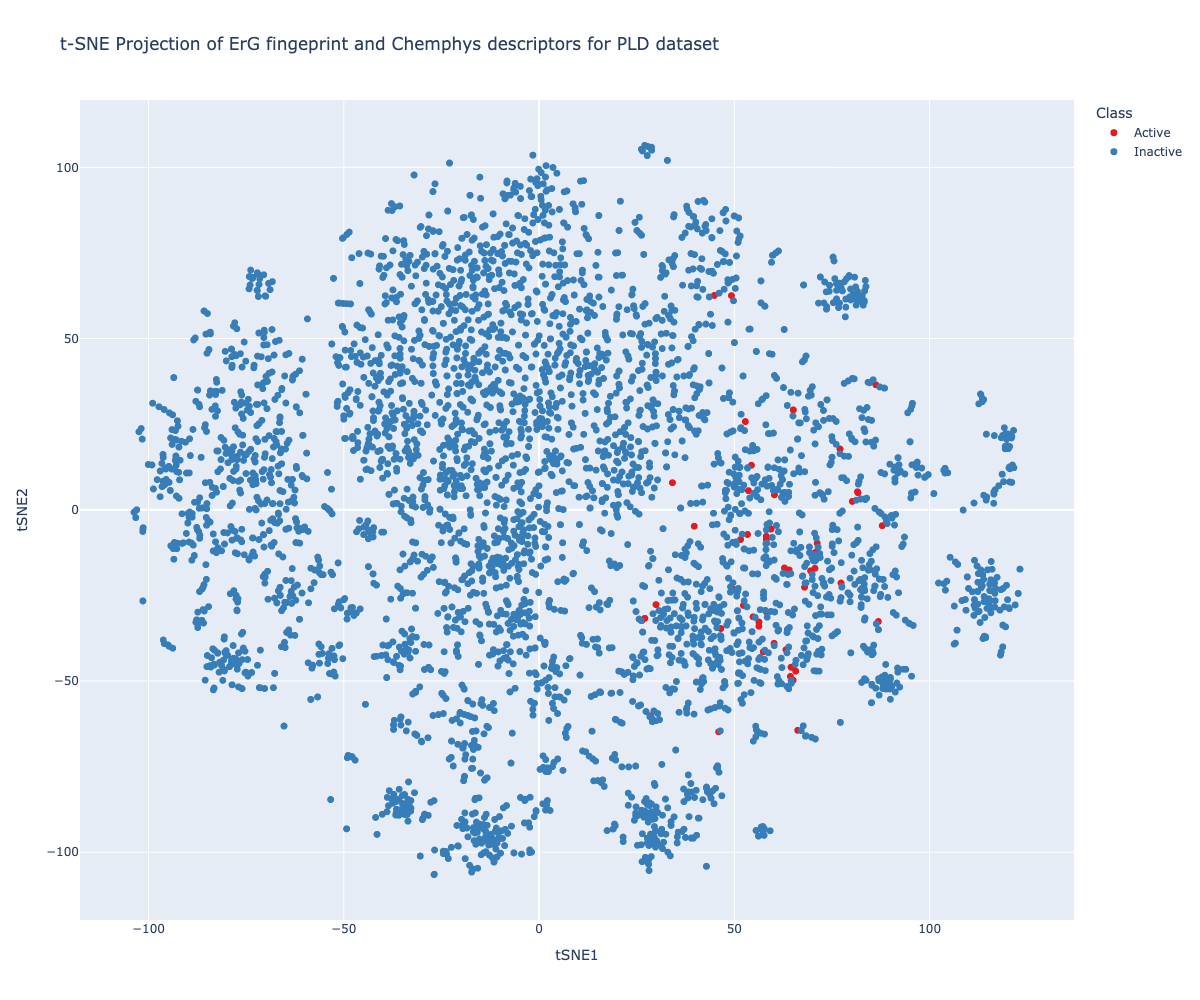 t-SNE Projection of ErG fingeprint and Chemphys descriptors for PLD dataset
Class
Active
Inactive
100
50
0
−50
−100
tSNE2
−100
−50
0
50
100
tSNE1